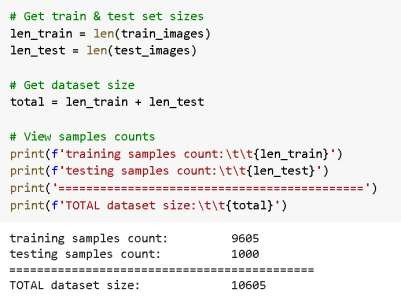 # Get train & test set sizes
len_train = len(train_images)
len_test = len(test_images)
# Get dataset size
total = len_train + len_test
# View samples counts
print(f'training samples count:\t\t{len_train}')
print(f'testing samples count:\t\t{len_test}')
print('============================================')
print(f'TOTAL dataset size:\t\t{total}')
training samples count: 9605
testing samples count: 1000
============================================
TOTAL dataset size: 10605